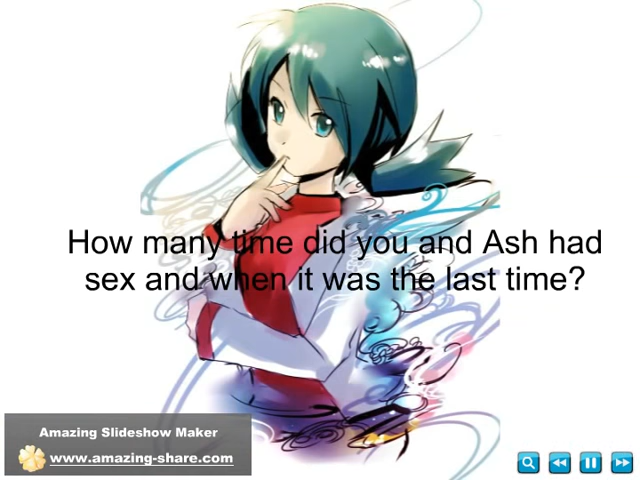 How many time did you and Ash had
sex and when it was the last time?
Amazing Slideshow Maker
www.amazing-share.com